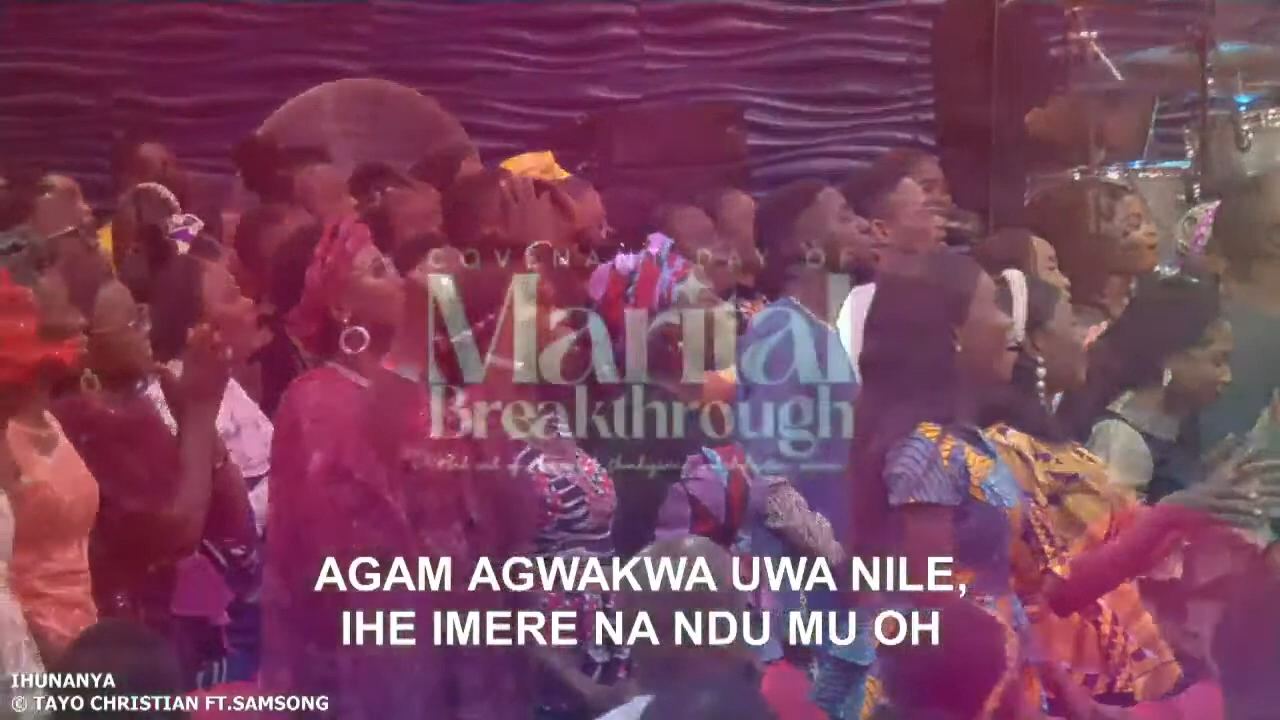 COVENANT DAY OF
Marital
Breakthrough
AGAM AGWAKWA UWA NILE,
IHE IMERE NA NDU MU OH
IHUNANYA
© TAYO CHRISTIAN FT.SAMSONG